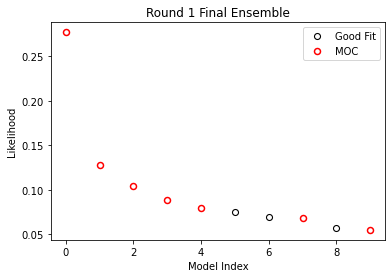 Round 1 Final Ensemble
Good Fit
MOC
0.25
0.20
0.15
0.10
0.05
Likelihood
0 2 4 6 8
Model Index